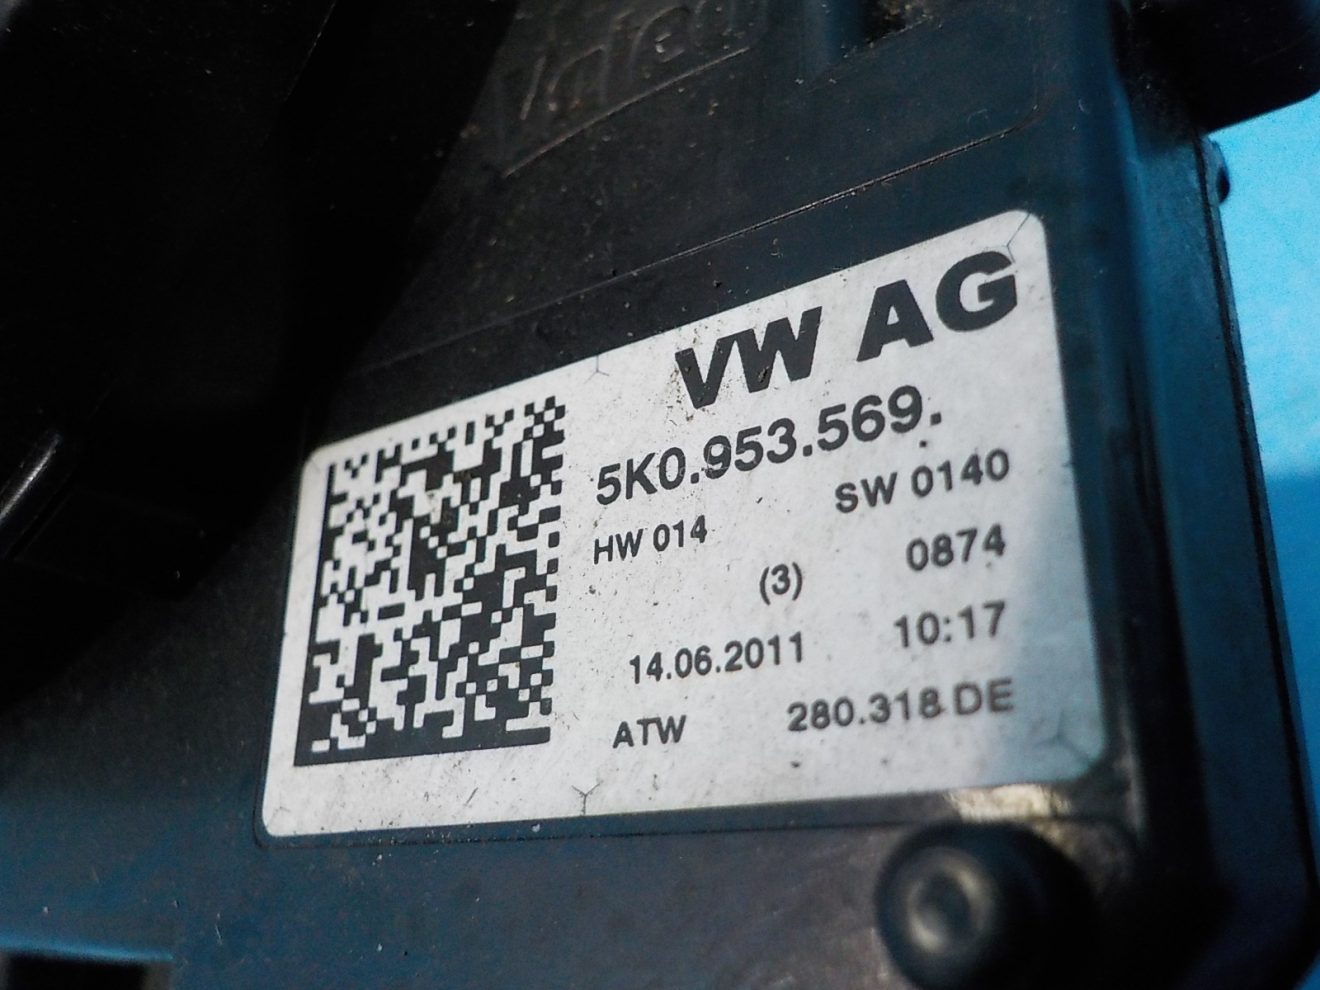 Valeo
VW AG
5K0.953.569.
HW 014 SW 0140
(3) 0874
14.06.2011 10:17
ATW 280.318 DE